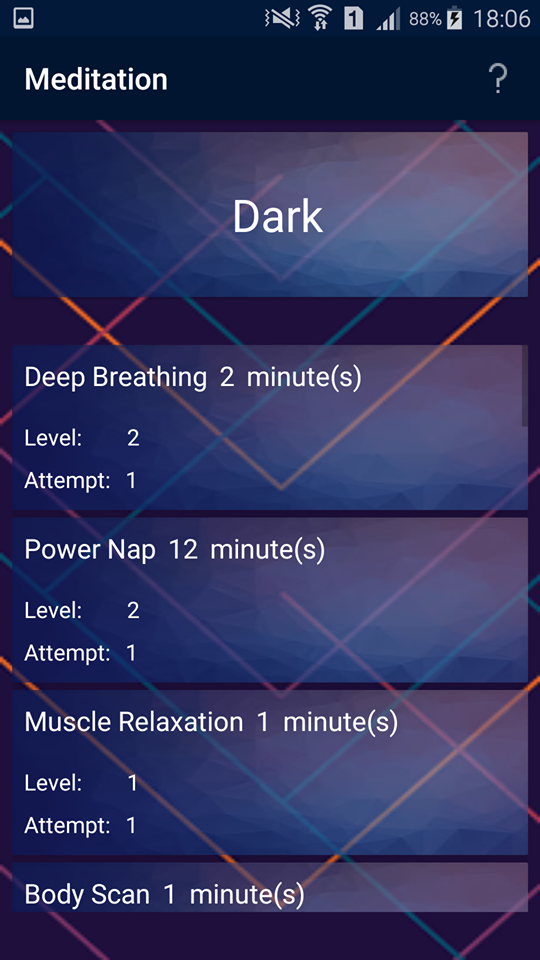 1 88% 18:06
Meditation ?
Dark
Deep Breathing 2 minute(s)
Level: 2
Attempt: 1
Power Nap 12 minute(s)
Level: 2
Attempt: 1
Muscle Relaxation 1 minute(s)
Level: 1
Attempt: 1
Body Scan 1 minute(s)